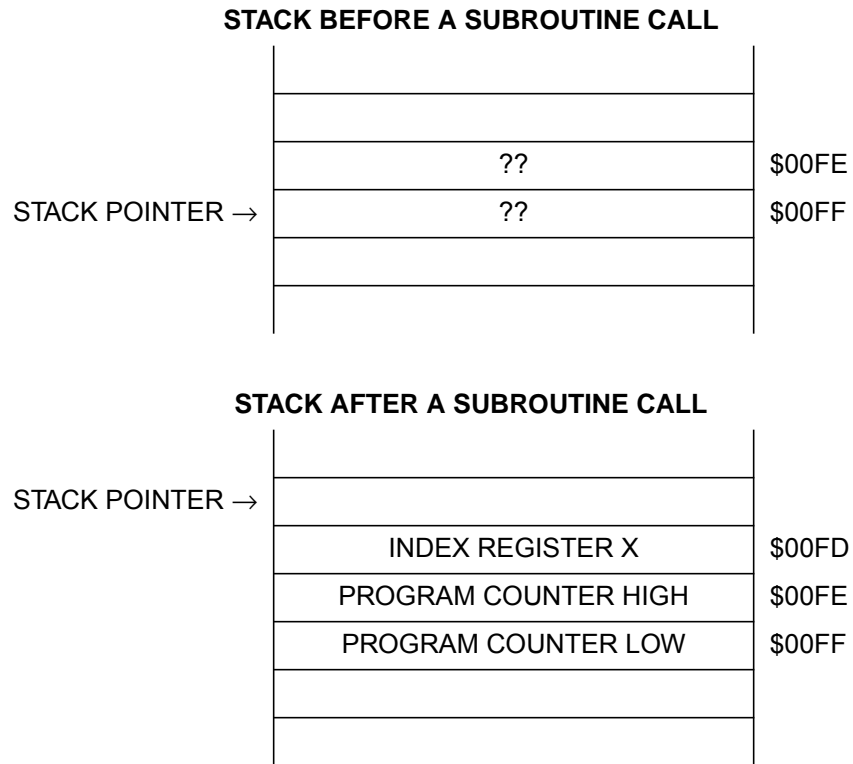 STACK BEFORE A SUBROUTINE CALL
?? $00FE
STACK POINTER → ?? $00FF
STACK AFTER A SUBROUTINE CALL
STACK POINTER →
INDEX REGISTER X $00FD
PROGRAM COUNTER HIGH $00FE
PROGRAM COUNTER LOW $00FF